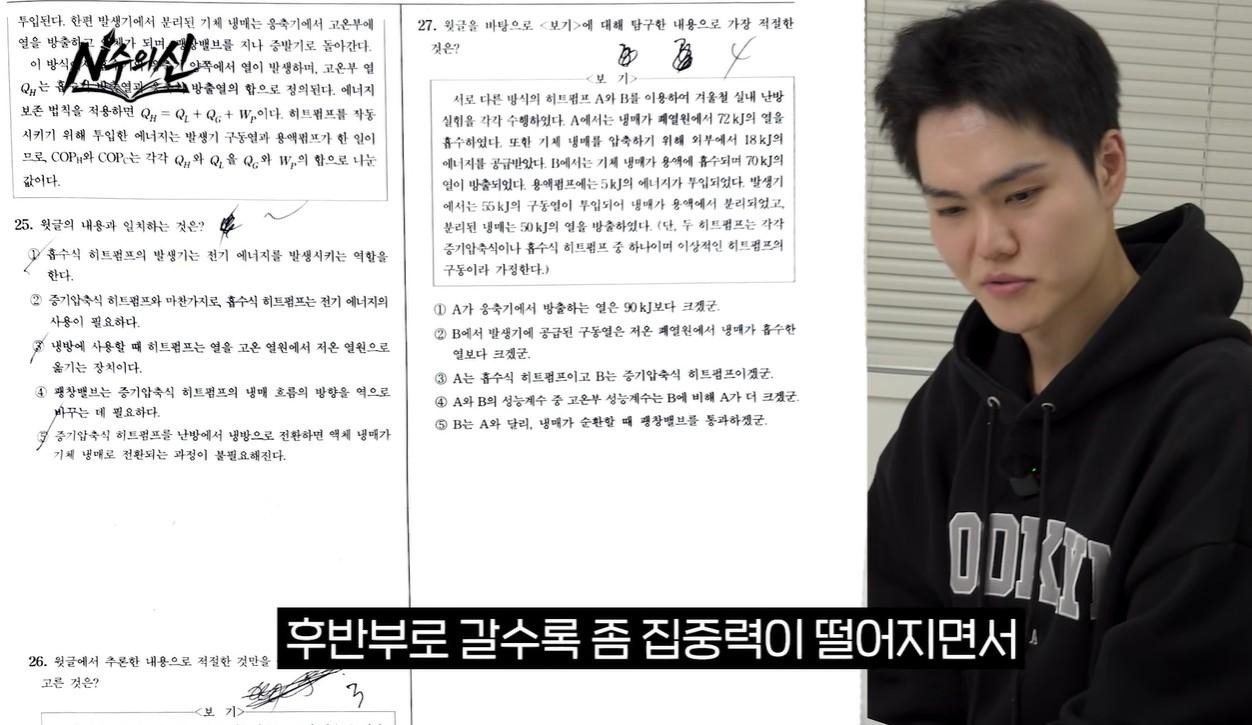 투입된다. 한편 발생기에서 분리된 기체 냉매는 응축기에서 고온부에
열을 방출하고 되며, 팽창밸브를 지나 증발기로 돌아간다.
이 방식 양쪽에서 열이 발생하며, 고온부 열
Q_H는 방출열의 합으로 정의된다. 에너지
보존 법칙을 적용하면 Q_H = Q_L + Q_G + W_P이다. 히트펌프를 작동
시키기 위해 투입한 에너지는 발생기 구동열과 용액펌프가 한 일이
므로, COP_H와 COP_C는 각각 Q_H와 Q_L을 Q_G와 W_P의 합으로 나눈
값이다.
N수의신
25. 윗글의 내용과 일치하는 것은?
① 흡수식 히트펌프의 발생기는 전기 에너지를 발생시키는 역할을
한다.
② 증기압축식 히트펌프와 마찬가지로, 흡수식 히트펌프는 전기 에너지의
사용이 필요하다.
③ 냉방에 사용할 때 히트펌프는 열을 고온 열원에서 저온 열원으로
옮기는 장치이다.
④ 팽창밸브는 증기압축식 히트펌프의 냉매 흐름의 방향을 역으로
바꾸는 데 필요하다.
⑤ 증기압축식 히트펌프를 난방에서 냉방으로 전환하면 액체 냉매가
기체 냉매로 전환되는 과정이 불필요해진다.
26. 윗글에서 추론한 내용으로 적절한 것만을
고른 것은?
3
<보 기>
27. 윗글을 바탕으로 <보기>에 대해 탐구한 내용으로 가장 적절한
것은?
4
<보 기>
서로 다른 방식의 히트펌프 A와 B를 이용하여 겨울철 실내 난방
실험을 각각 수행하였다. A에서는 냉매가 폐열원에서 72kJ의 열을
흡수하였다. 또한 기체 냉매를 압축하기 위해 외부에서 18kJ의
에너지를 공급받았다. B에서는 기체 냉매가 용액에 흡수되며 70kJ의
열이 방출되었다. 용액펌프에는 5kJ의 에너지가 투입되었다. 발생기
에서는 55kJ의 구동열이 투입되어 냉매가 용액에서 분리되었고,
분리된 냉매는 50kJ의 열을 방출하였다. (단, 두 히트펌프는 각각
증기압축식이나 흡수식 히트펌프 중 하나이며 이상적인 히트펌프의
구동이라 가정한다.)
① A가 응축기에서 방출하는 열은 90kJ보다 크겠군.
② B에서 발생기에 공급된 구동열은 저온 폐열원에서 냉매가 흡수한
열보다 크겠군.
③ A는 흡수식 히트펌프이고 B는 증기압축식 히트펌프이겠군.
④ A와 B의 성능계수 중 고온부 성능계수는 B에 비해 A가 더 크겠군.
⑤ B는 A와 달리, 냉매가 순환할 때 팽창밸브를 통과하겠군.
후반부로 갈수록 좀 집중력이 떨어지면서